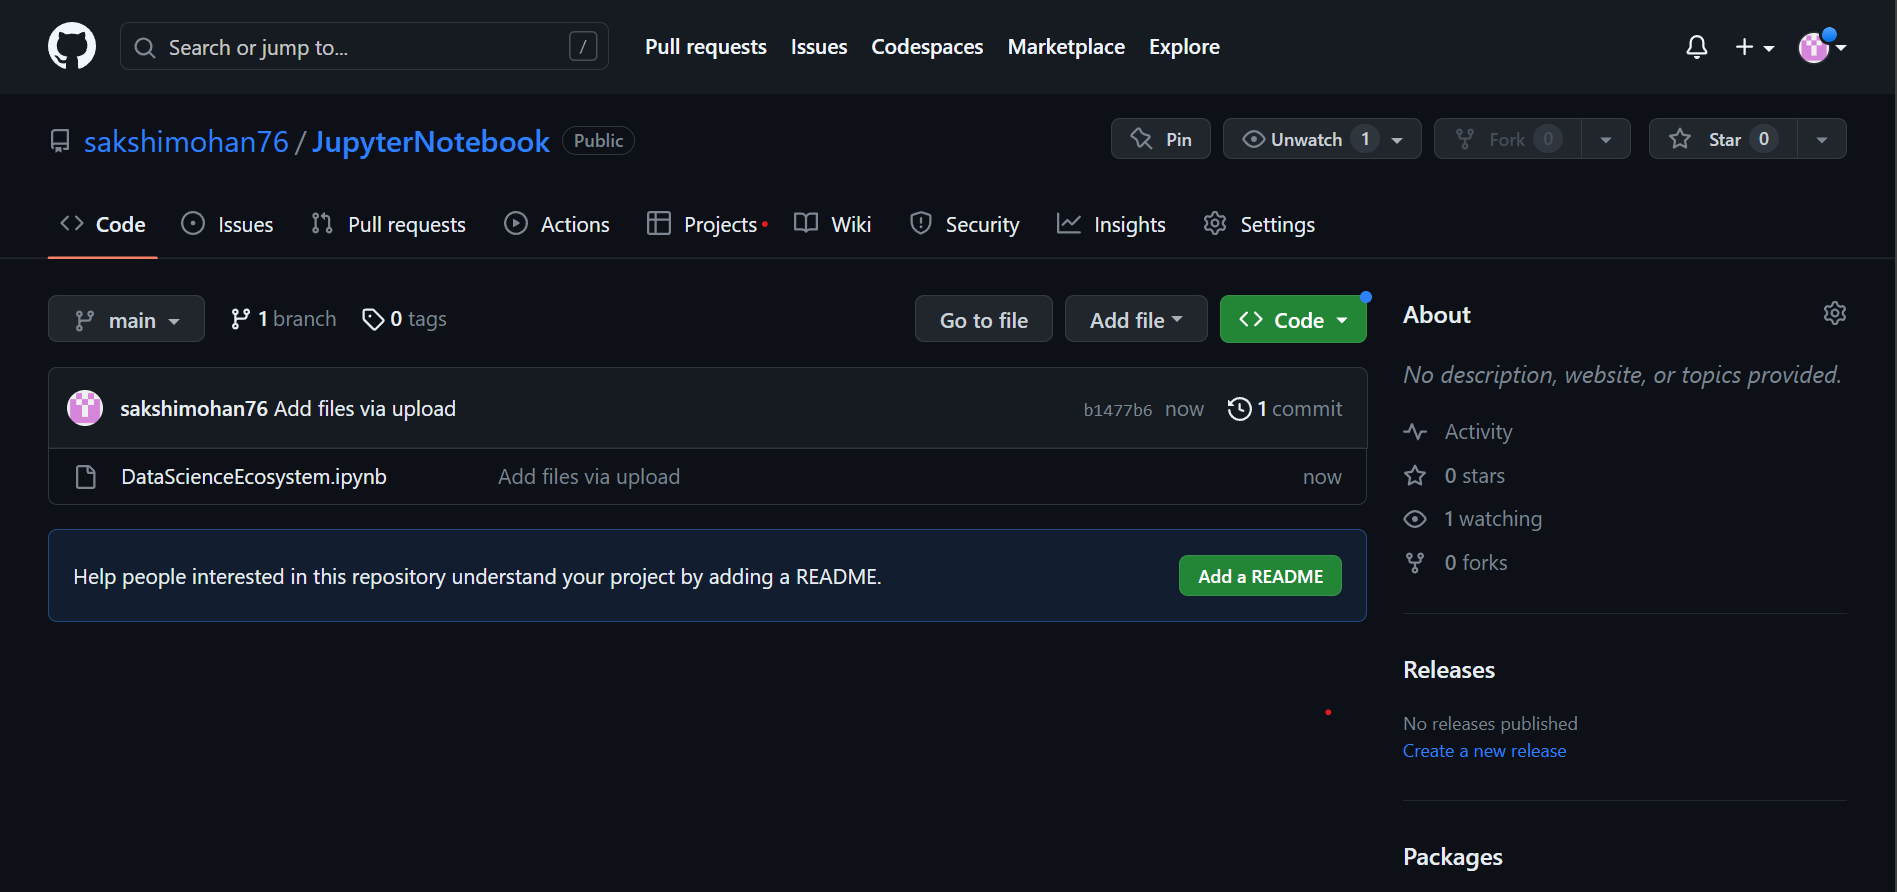 Search or jump to... / Pull requests Issues Codespaces Marketplace Explore
sakshimohan76 / JupyterNotebook Public Pin Unwatch 1 Fork 0 Star 0
Code Issues Pull requests Actions Projects Wiki Security Insights Settings
main 1 branch 0 tags Go to file Add file Code
sakshimohan76 Add files via upload b1477b6 now 1 commit
DataScienceEcosystem.ipynb Add files via upload now
Help people interested in this repository understand your project by adding a README. Add a README
About
No description, website, or topics provided.
Activity
0 stars
1 watching
0 forks
Releases
No releases published
Create a new release
Packages